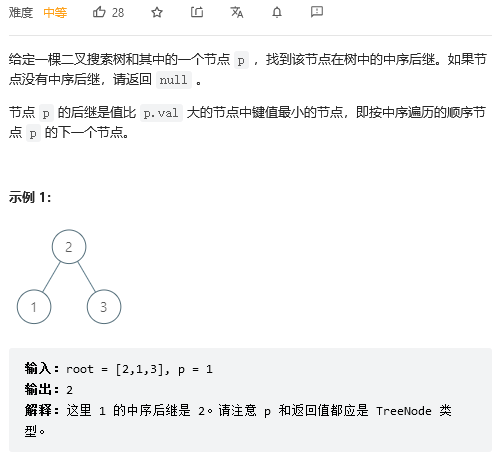 难度 中等 28
给定一棵二叉搜索树和其中的一个节点 p ，找到该节点在树中的中序后继。如果节
点没有中序后继，请返回 null 。
节点 p 的后继是值比 p.val 大的节点中键值最小的节点，即按中序遍历的顺序节
点 p 的下一个节点。
示例 1：
2
1 3
输入：root = [2,1,3], p = 1
输出：2
解释：这里 1 的中序后继是 2。请注意 p 和返回值都应是 TreeNode 类
型。